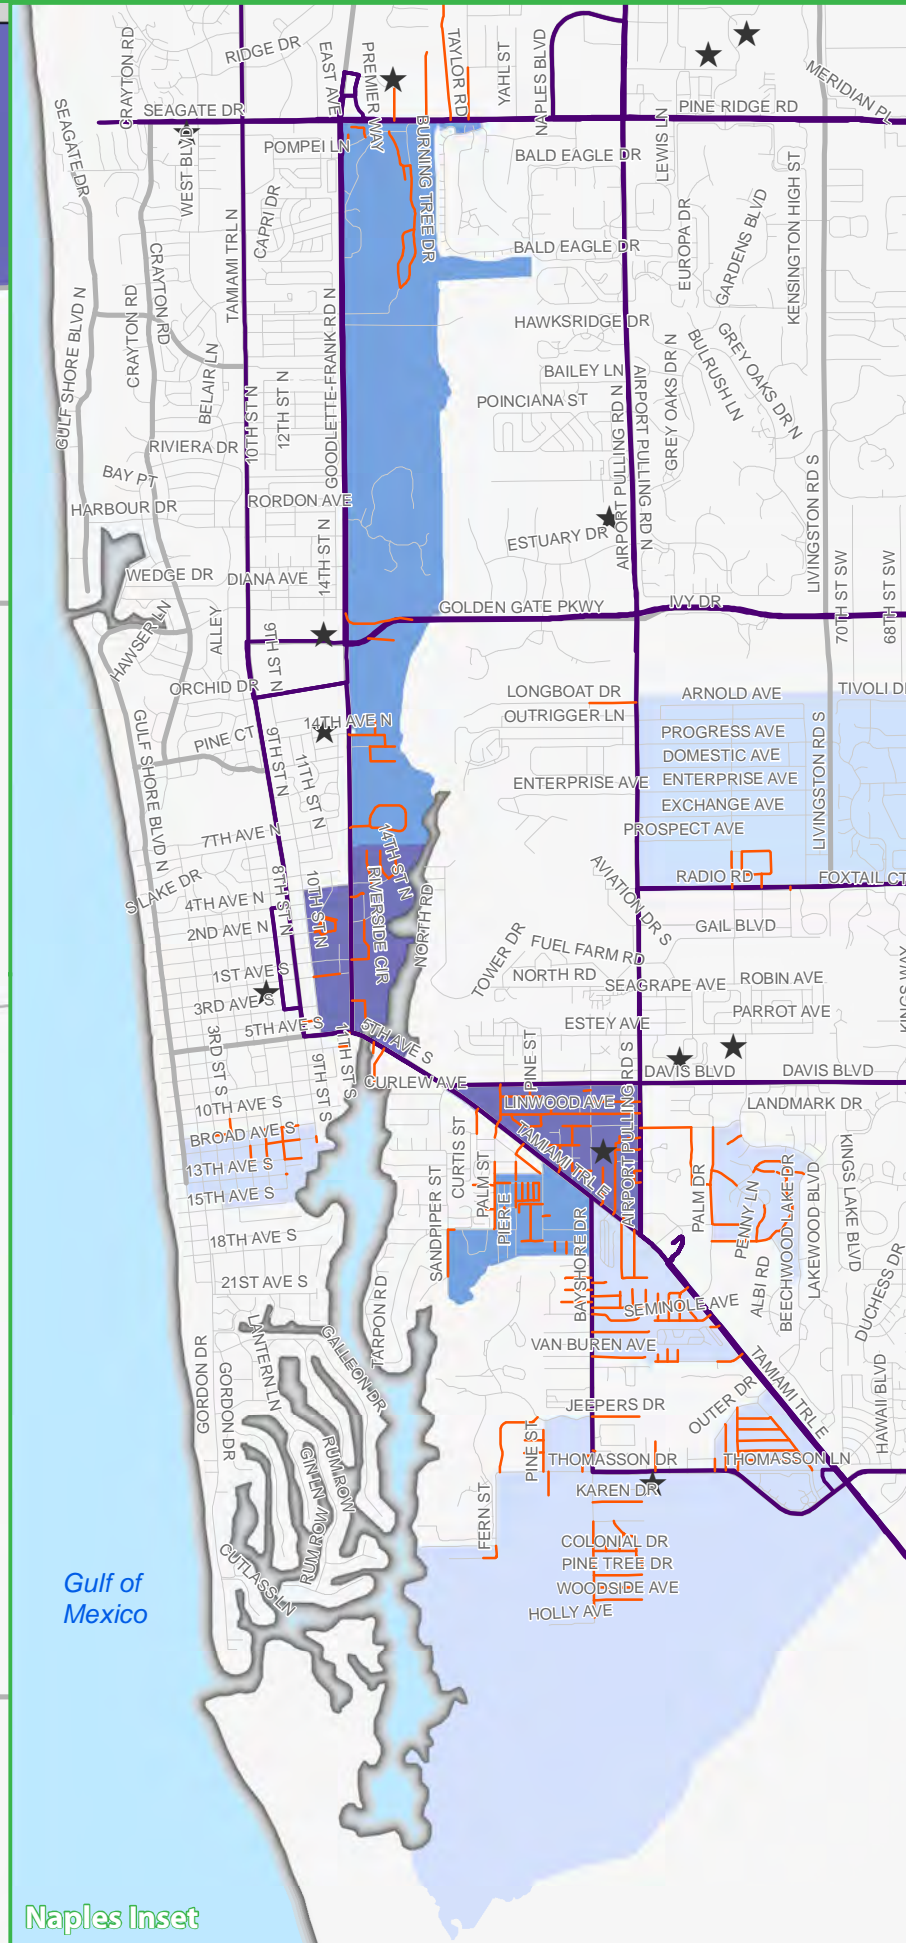 CRAYTON RD
RIDGE DR
EAST AVE
PREMIER WAY
TAYLOR RD
YAHL ST
NAPLES BLVD
MERIDIAN PL
SEAGATE DR
PINE RIDGE RD
SEAGATE DR
WEST BLVD
POMPEI LN
BURNING TREE DR
BALD EAGLE DR
LEWIS LN
KENSINGTON HIGH ST
TAMIAMI TRL N
CAPRI DR
BALD EAGLE DR
EUROPA DR
GARDENS BLVD
GULF SHORE BLVD N
CRAYTON RD
CRAYTON RD
GOODLETTE-FRANK RD N
HAWKSRIDGE DR
BELAIR LN
10TH ST N
12TH ST N
BAILEY LN
POINCIANA ST
AIRPORT PULLING RD N
AIRPORT PULLING RD N
GREY OAKS DR N
BULRUSH LN
GREY OAKS DR N
RIVIERA DR
BAY PT
RORDON AVE
HARBOUR DR
14TH ST N
ESTUARY DR
LIVINGSTON RD S
70TH ST SW
68TH ST SW
WEDGE DR
DIANA AVE
GOLDEN GATE PKWY
IVY DR
HAWSER LN
ALLEY
9TH ST N
ORCHID DR
LONGBOAT DR
ARNOLD AVE
TIVOLI D
OUTRIGGER LN
14TH AVE N
PINE CT
PROGRESS AVE
DOMESTIC AVE
GULF SHORE BLVD N
9TH ST N
11TH ST N
ENTERPRISE AVE
ENTERPRISE AVE
EXCHANGE AVE
LIVINGSTON RD S
PROSPECT AVE
7TH AVE N
14TH ST N
S LAKE DR
8TH ST N
10TH ST N
RIVERSIDE CIR
NORTH RD
AVIATION DR S
RADIO RD
FOXTAIL CT
4TH AVE N
2ND AVE N
GAIL BLVD
TOWER DR
FUEL FARM RD
1ST AVE S
NORTH RD
SEAGRAPE AVE
ROBIN AVE
3RD AVE S
PARROT AVE
KINGS WAY
5TH AVE S
5TH AVE S
ESTEY AVE
3RD ST S
9TH ST S
11TH ST S
CURLEW AVE
PINE ST
AIRPORT PULLING RD S
DAVIS BLVD
DAVIS BLVD
10TH AVE S
LINWOOD AVE
LANDMARK DR
BROAD AVE S
13TH AVE S
15TH AVE S
CURTIS ST
TAMIAMI TRL E
SANDPIPER ST
PALM ST
PIER E
BAYSHORE DR
PALM DR
PENNY LN
BEECHWOOD LAKE DR
LAKEWOOD BLVD
KINGS LAKE BLVD
18TH AVE S
21ST AVE S
ALBI RD
DUCHESS DR
SEMINOLE AVE
TARPON RD
GORDON DR
GORDON DR
LANTERN LN
GALLEON DR
VAN BUREN AVE
TAMIAMI TRL E
JEEPERS DR
OUTER DR
HAWAII BLVD
RUM ROW
GIN LN
RUM ROW
PINE ST
THOMASSON DR
THOMASSON LN
FERN ST
KAREN DR
CUTLASS LN
COLONIAL DR
PINE TREE DR
WOODSIDE AVE
HOLLY AVE
Gulf of
Mexico
Naples Inset